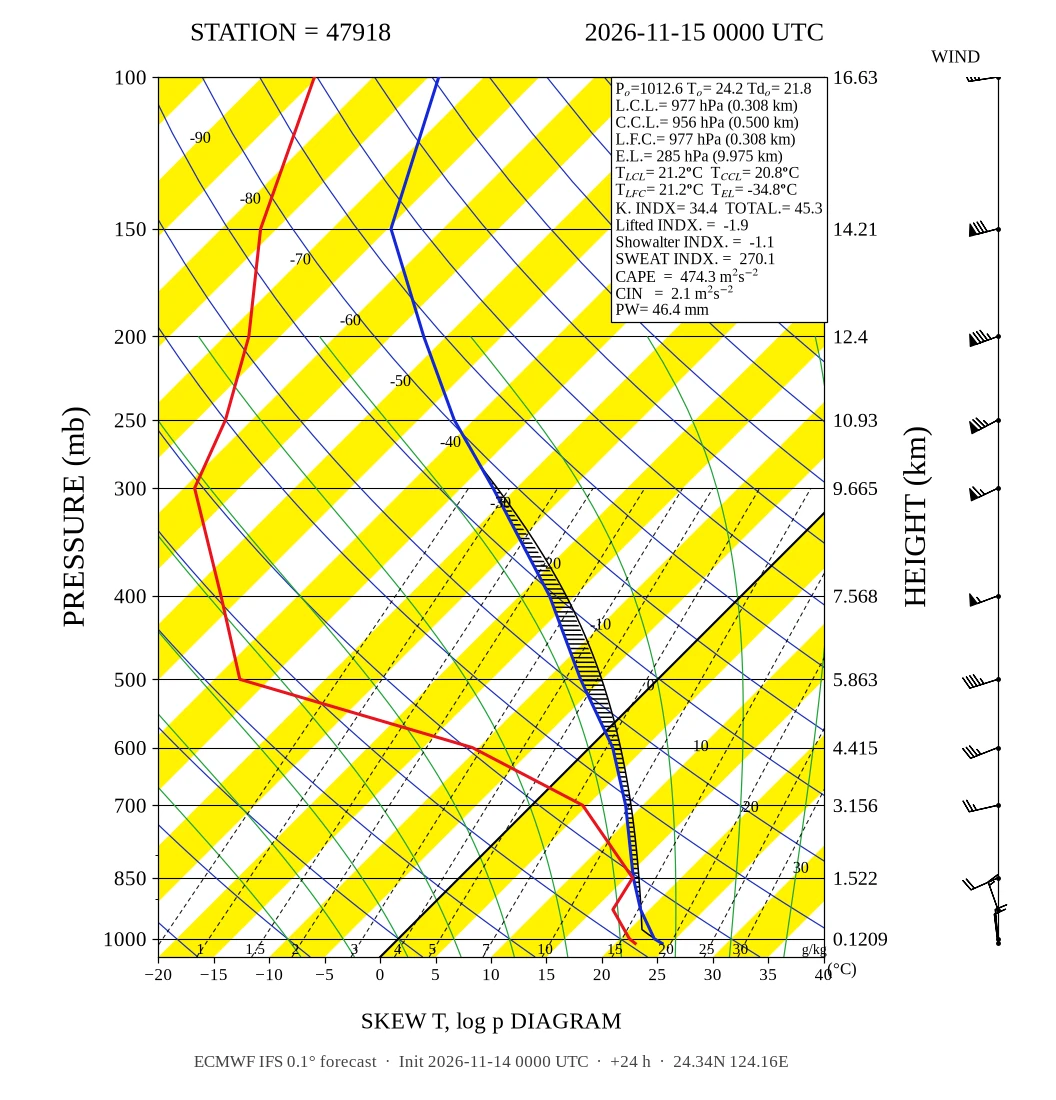 STATION = 47918 2026-11-15 0000 UTC
WIND
100 16.63
Pₒ=1012.6 Tₒ= 24.2 Tdₒ= 21.8
L.C.L.= 977 hPa (0.308 km)
C.C.L.= 956 hPa (0.500 km)
L.F.C.= 977 hPa (0.308 km)
E.L.= 285 hPa (9.975 km)
T_LCL= 21.2°C T_CCL= 20.8°C
T_LFC= 21.2°C T_EL= -34.8°C
K. INDX= 34.4 TOTAL.= 45.3
Lifted INDX. = -1.9
Showalter INDX. = -1.1
SWEAT INDX. = 270.1
CAPE = 474.3 m²s⁻²
CIN = 2.1 m²s⁻²
PW= 46.4 mm
-90
-80
150 14.21
-70
-60
200 12.4
-50
250 10.93
-40
300 9.665
-20
400 7.568
-10
500 5.863
0
10
600 4.415
700 3.156
20
30
850 1.522
1000 0.1209
1 1.5 2 3 4 5 7 10 15 20 25 30 g/kg
−20 −15 −10 −5 0 5 10 15 20 25 30 35 40 (°C)
PRESSURE (mb)
HEIGHT (km)
SKEW T, log p DIAGRAM
ECMWF IFS 0.1° forecast · Init 2026-11-14 0000 UTC · +24 h · 24.34N 124.16E